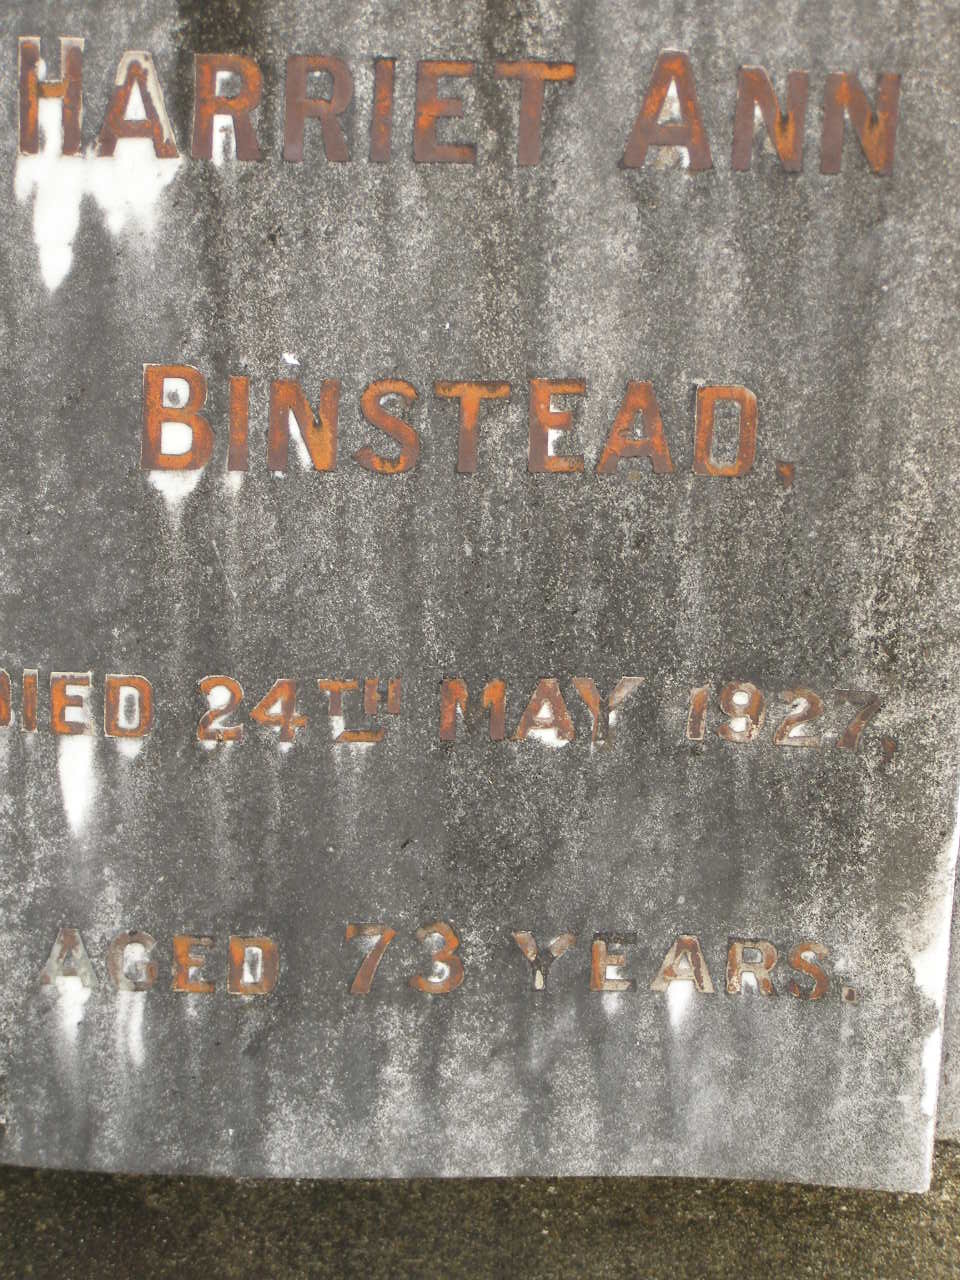 HARRIET ANN
BINSTEAD.
DIED 24TH MAY 1927,
AGED 73 YEARS.